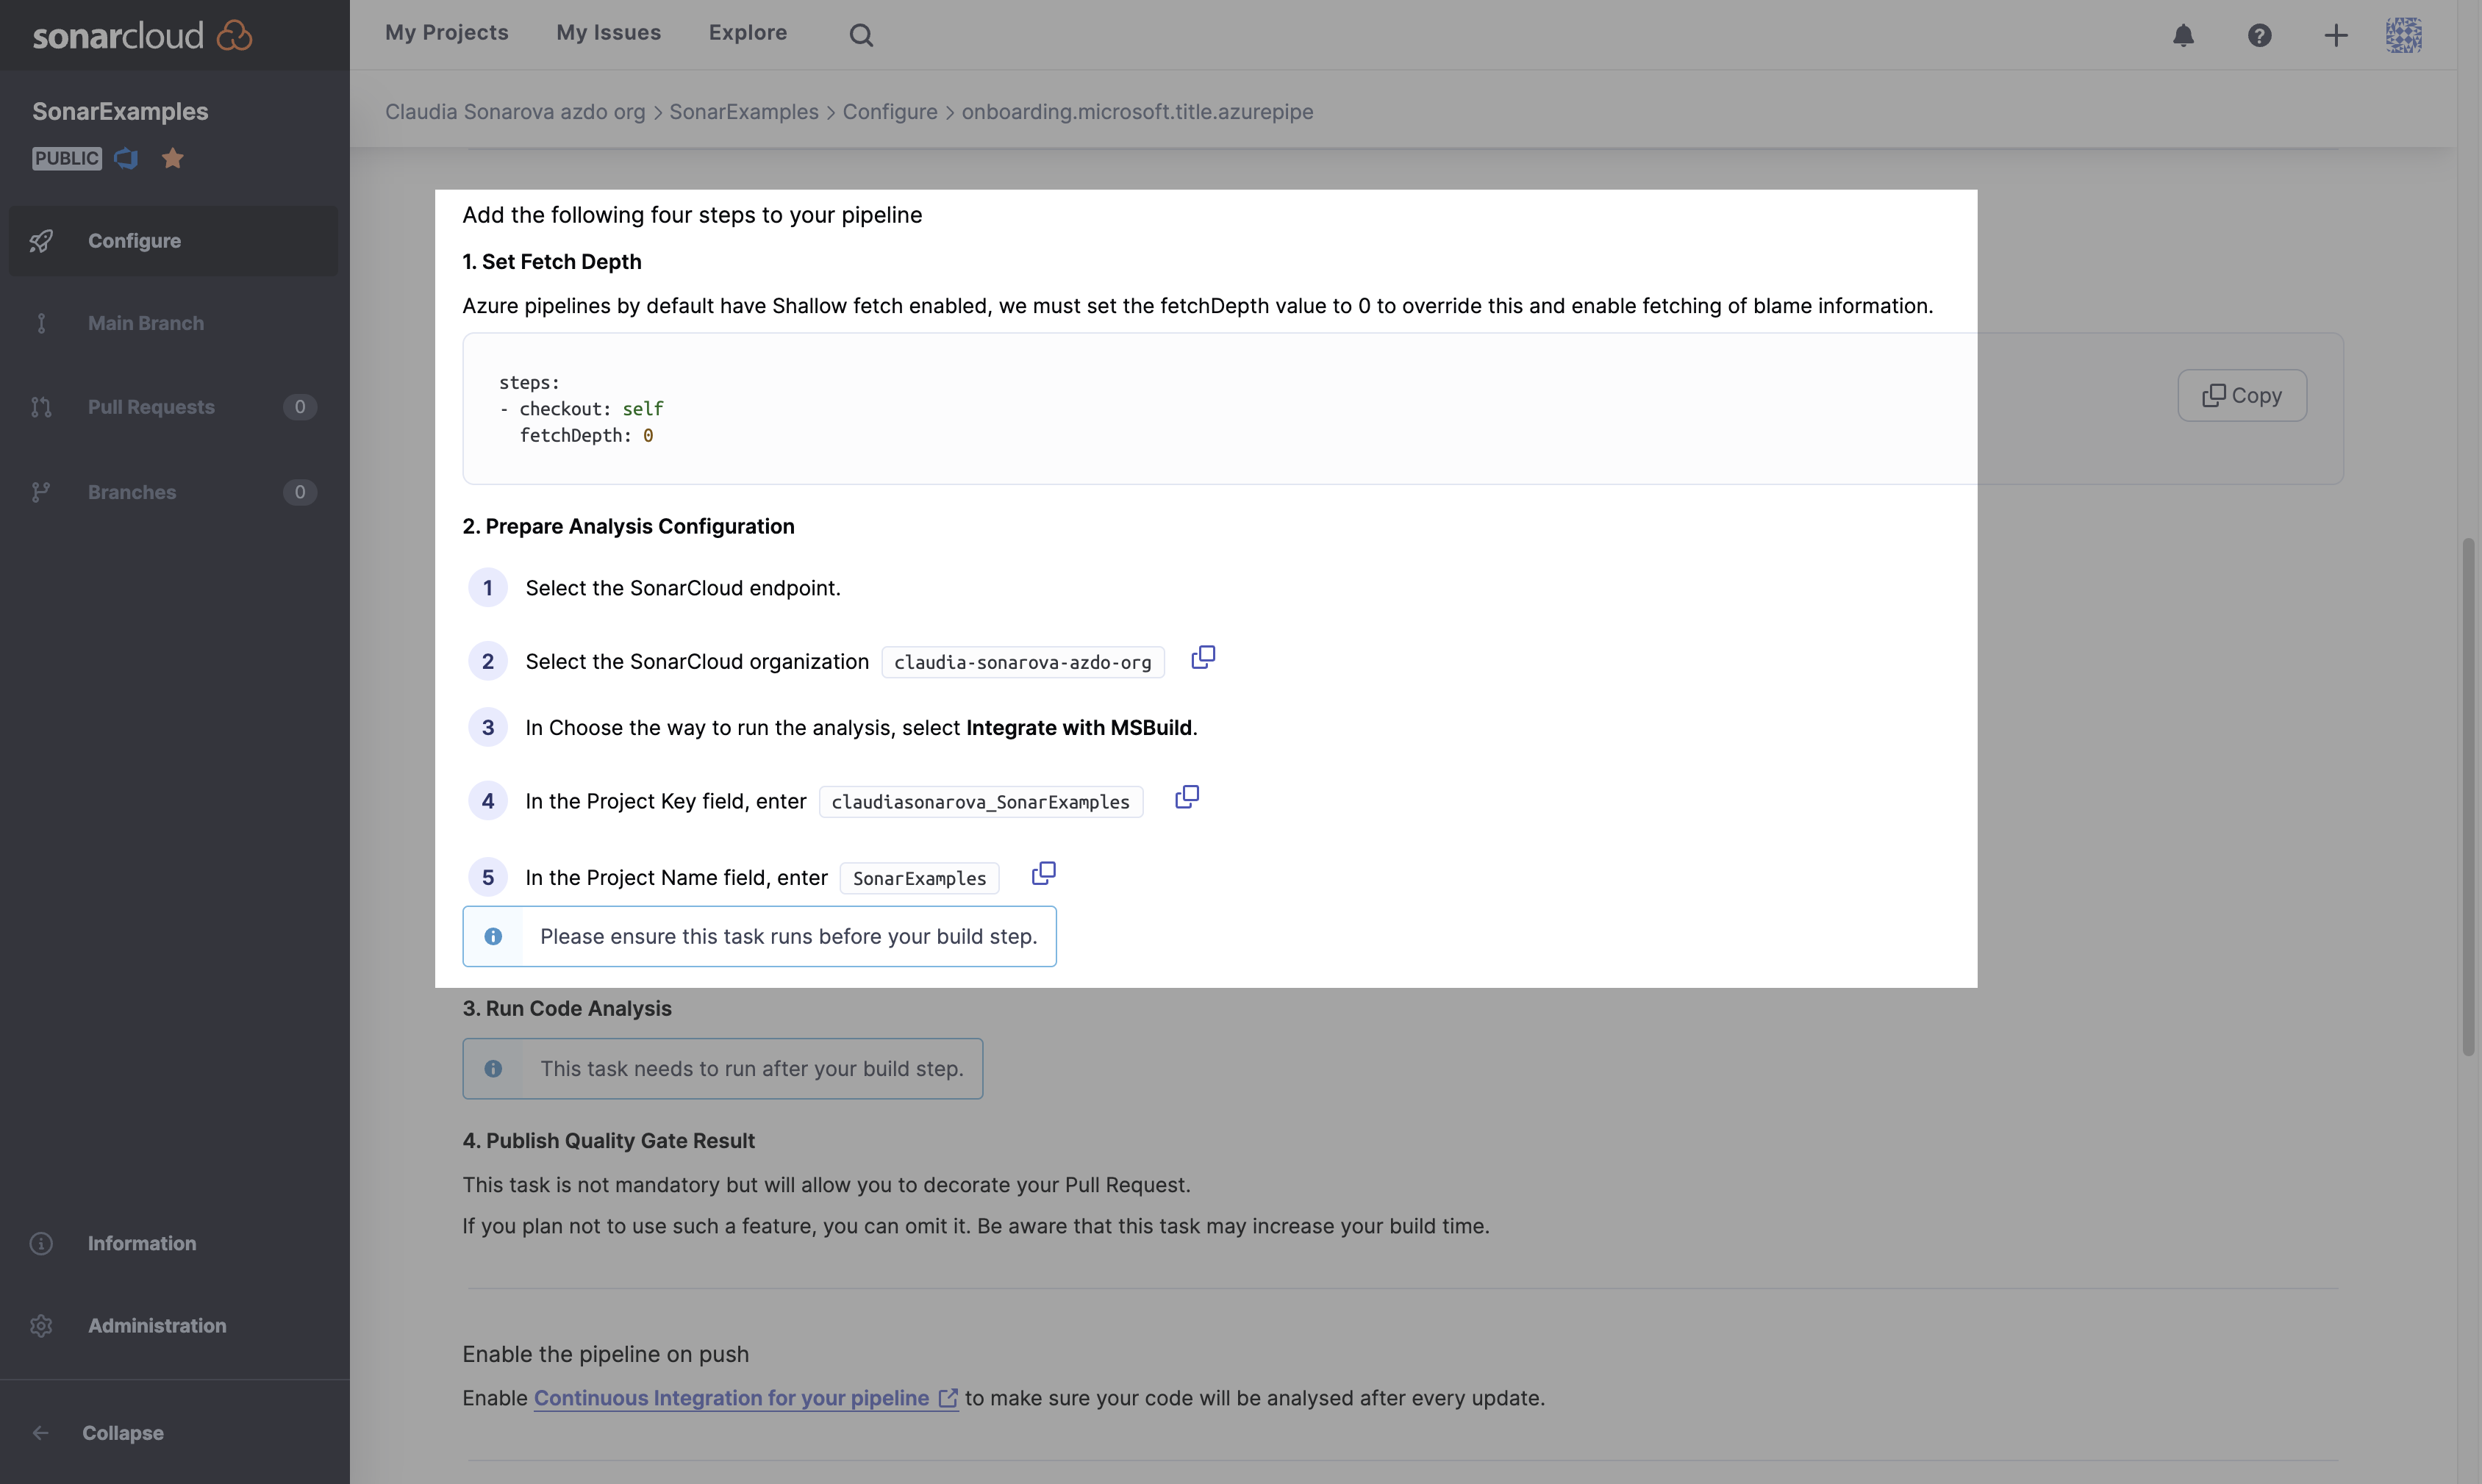 sonarcloud
My Projects
My Issues
Explore
SonarExamples
PUBLIC
Claudia Sonarova azdo org > SonarExamples > Configure > onboarding.microsoft.title.azurepipe
Configure
Main Branch
Pull Requests 0
Branches 0
Information
Administration
Collapse
Add the following four steps to your pipeline
1. Set Fetch Depth
Azure pipelines by default have Shallow fetch enabled, we must set the fetchDepth value to 0 to override this and enable fetching of blame information.
steps:
- checkout: self
fetchDepth: 0
Copy
2. Prepare Analysis Configuration
1 Select the SonarCloud endpoint.
2 Select the SonarCloud organization claudia-sonarova-azdo-org
3 In Choose the way to run the analysis, select Integrate with MSBuild.
4 In the Project Key field, enter claudiasonarova_SonarExamples
5 In the Project Name field, enter SonarExamples
Please ensure this task runs before your build step.
3. Run Code Analysis
This task needs to run after your build step.
4. Publish Quality Gate Result
This task is not mandatory but will allow you to decorate your Pull Request.
If you plan not to use such a feature, you can omit it. Be aware that this task may increase your build time.
Enable the pipeline on push
Enable Continuous Integration for your pipeline to make sure your code will be analysed after every update.